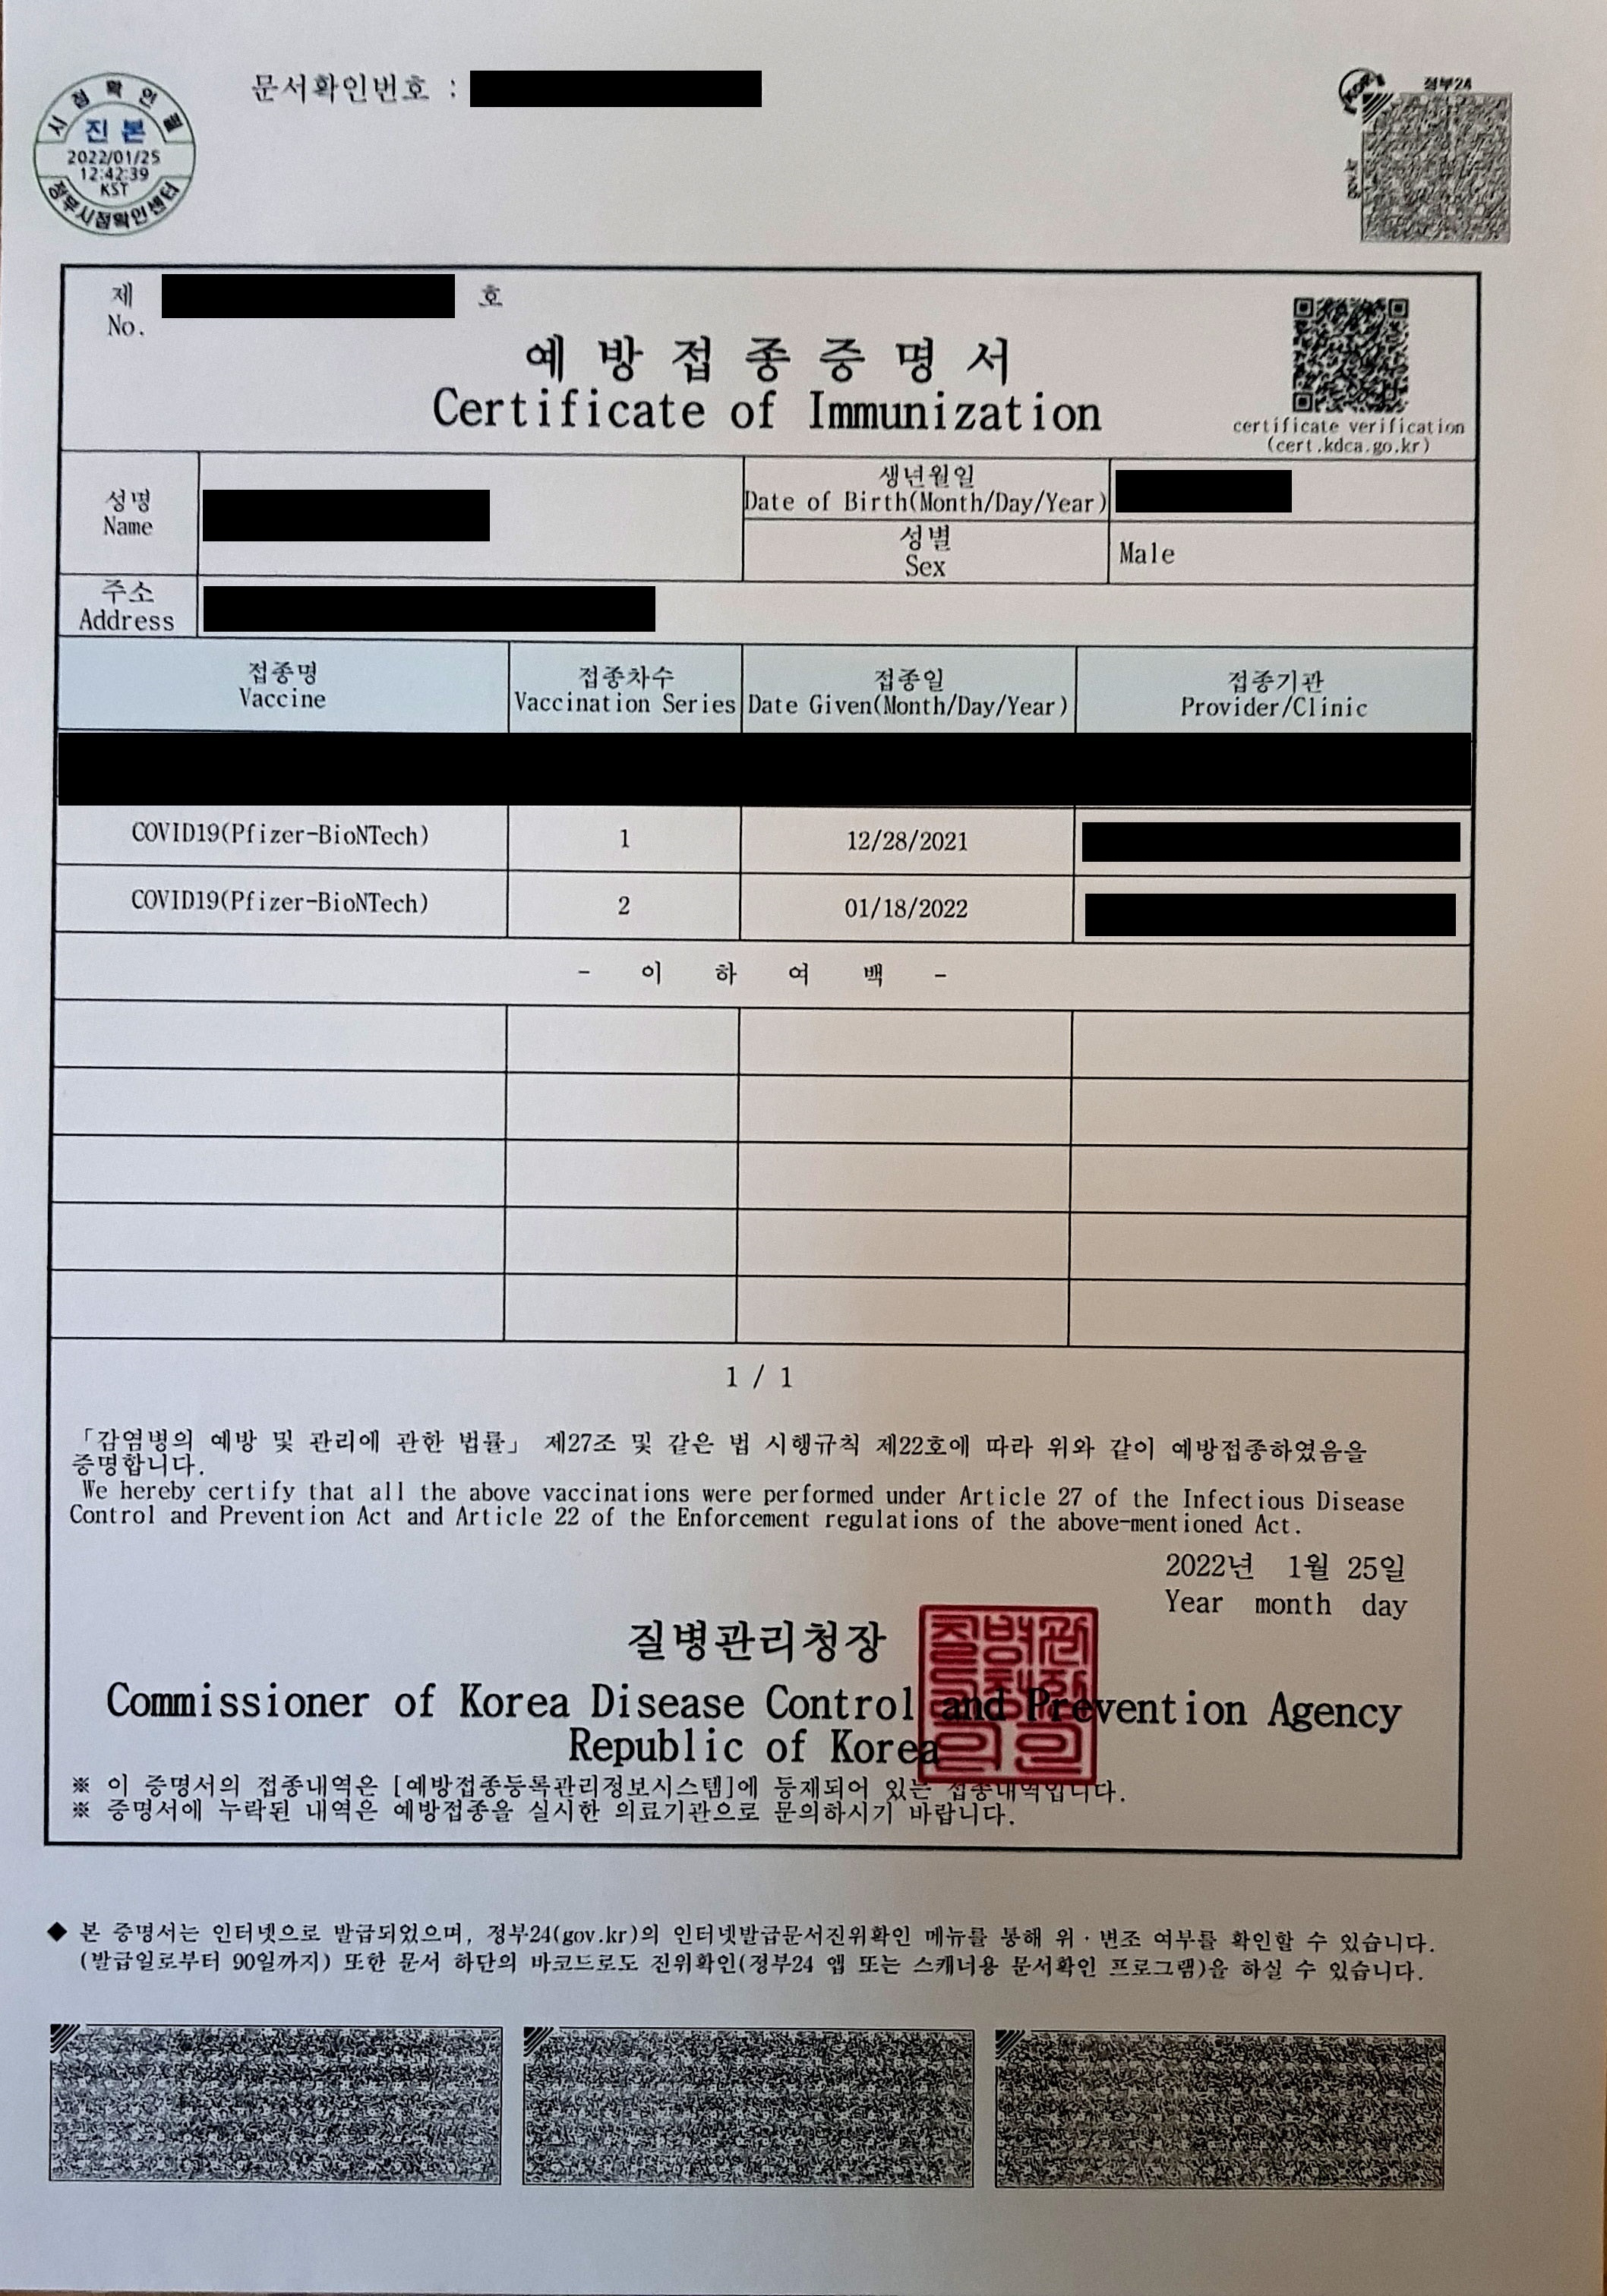 시점확인필
진본
2022/01/25
12:42:39
KST
정부시점확인센터
문서확인번호 :
정부24
제 호
No.
예방접종증명서
Certificate of Immunization
certificate verification
(cert.kdca.go.kr)
성명
Name
생년월일
Date of Birth(Month/Day/Year)
성별
Sex
Male
주소
Address
접종명 접종차수 접종일 접종기관
Vaccine Vaccination Series Date Given(Month/Day/Year) Provider/Clinic
COVID19(Pfizer-BioNTech) 1 12/28/2021
COVID19(Pfizer-BioNTech) 2 01/18/2022
- 이 하 여 백 -
1 / 1
「감염병의 예방 및 관리에 관한 법률」 제27조 및 같은 법 시행규칙 제22호에 따라 위와 같이 예방접종하였음을
증명합니다.
We hereby certify that all the above vaccinations were performed under Article 27 of the Infectious Disease
Control and Prevention Act and Article 22 of the Enforcement regulations of the above-mentioned Act.
2022년 1월 25일
Year month day
질병관리청장
Commissioner of Korea Disease Control and Prevention Agency
Republic of Korea
※ 이 증명서의 접종내역은 [예방접종등록관리정보시스템]에 등재되어 있는 접종내역입니다.
※ 증명서에 누락된 내역은 예방접종을 실시한 의료기관으로 문의하시기 바랍니다.
◆ 본 증명서는 인터넷으로 발급되었으며, 정부24(gov.kr)의 인터넷발급문서진위확인 메뉴를 통해 위·변조 여부를 확인할 수 있습니다.
(발급일로부터 90일까지) 또한 문서 하단의 바코드로도 진위확인(정부24 앱 또는 스캐너용 문서확인 프로그램)을 하실 수 있습니다.